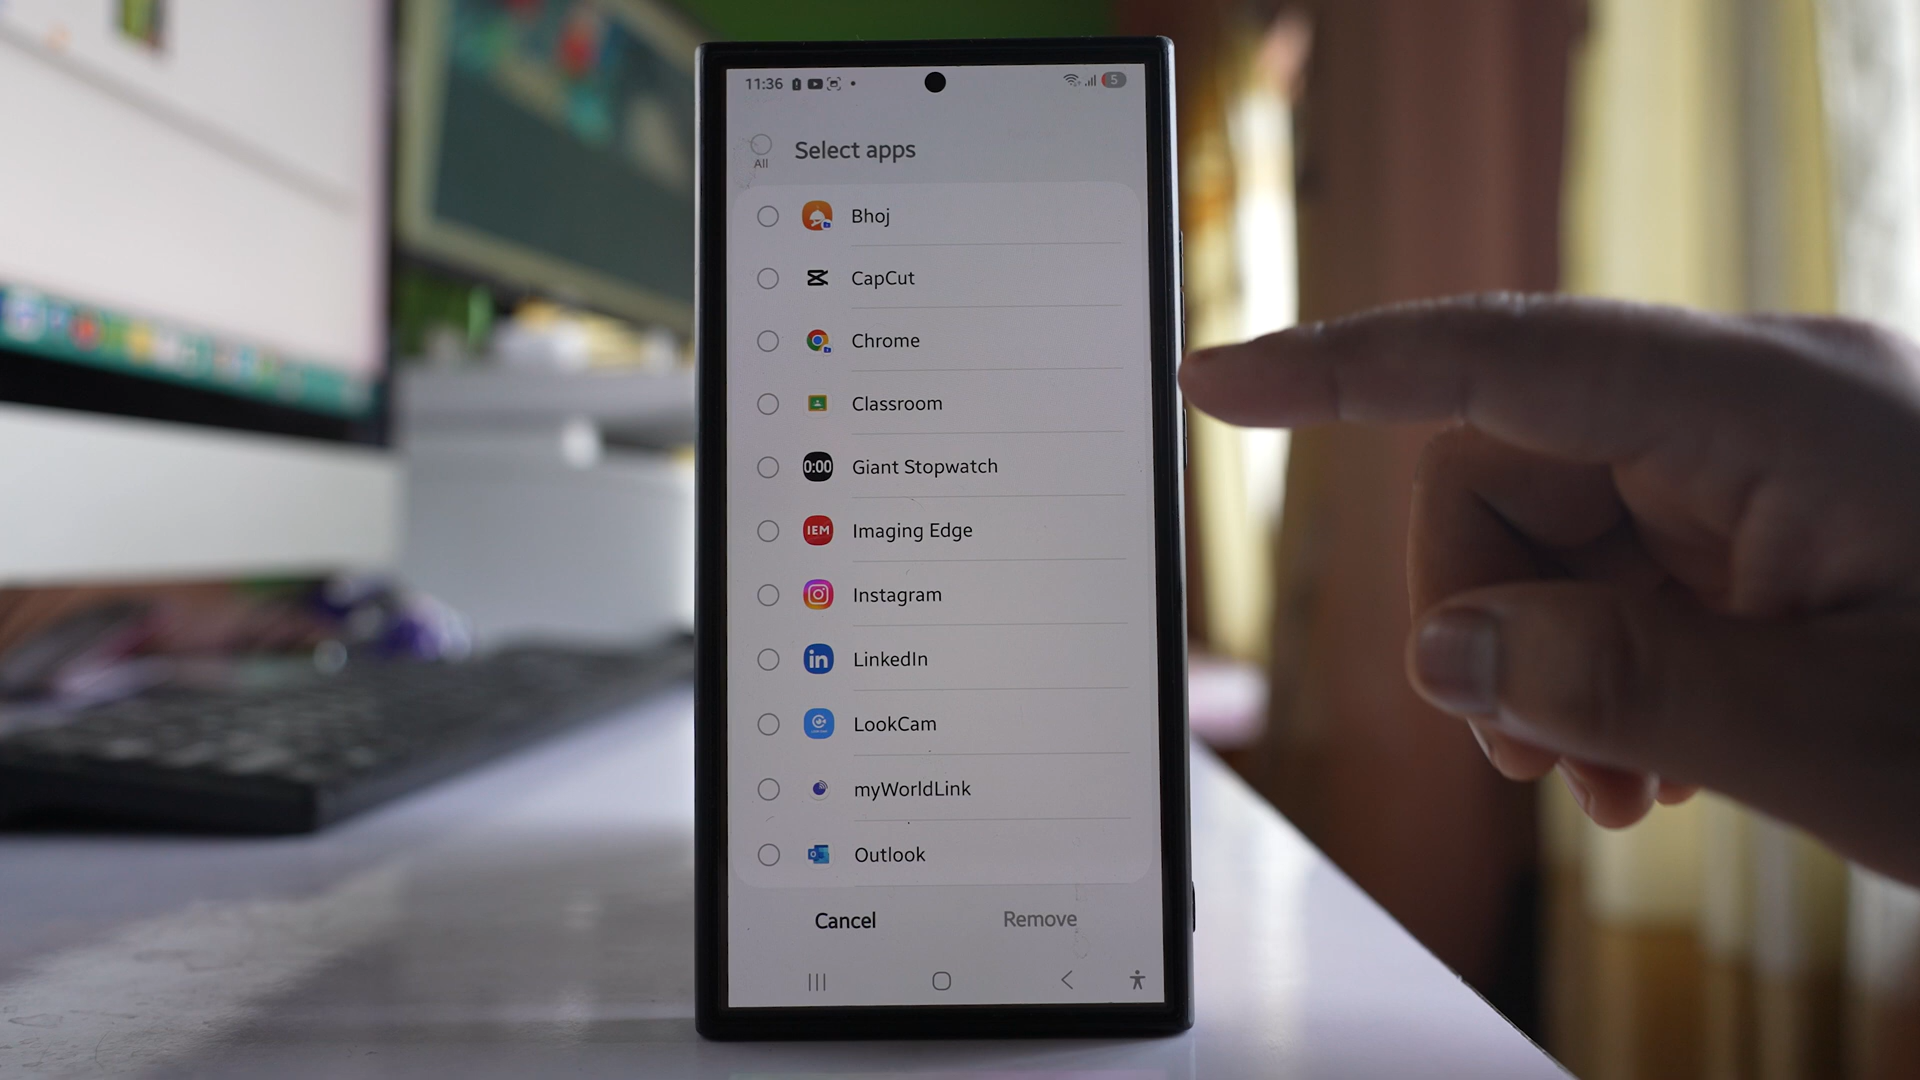 11:36
5
All
Select apps
Bhoj
CapCut
Chrome
Classroom
0:00
Giant Stopwatch
IEM
Imaging Edge
Instagram
in
LinkedIn
LookCam
myWorldLink
Outlook
Cancel
Remove